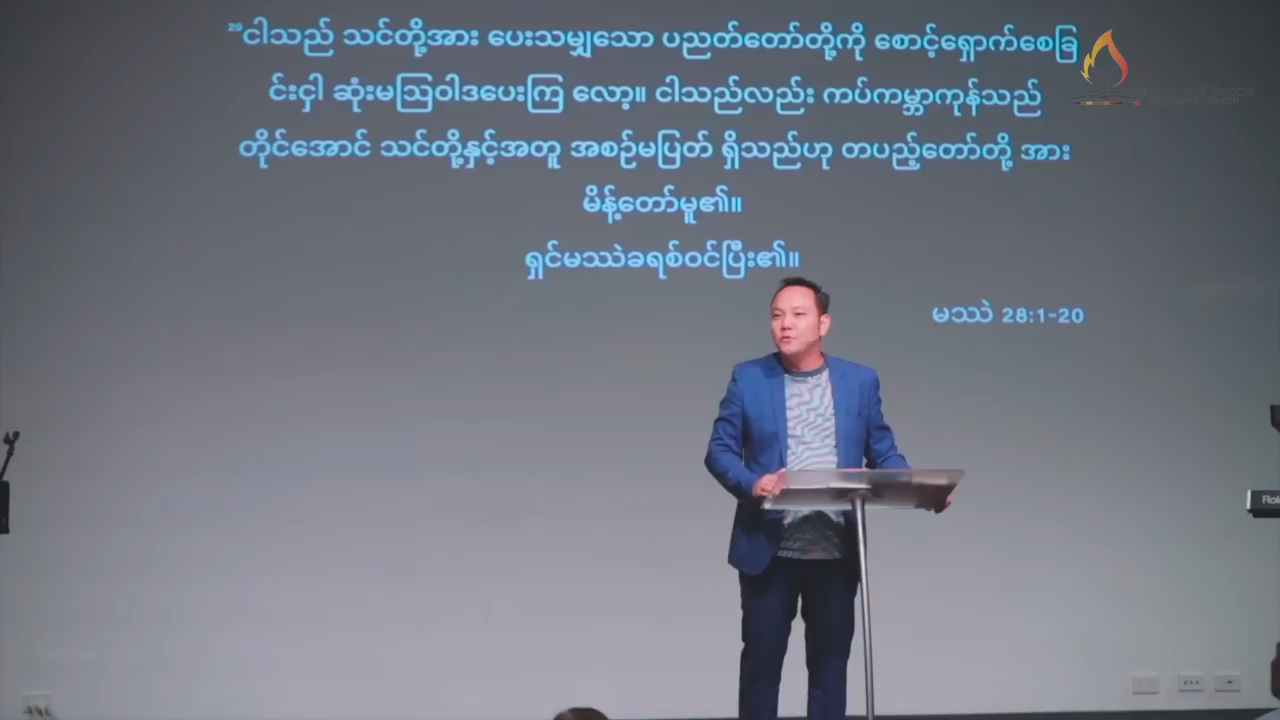 ²⁰ငါသည် သင်တို့အား ပေးသမျှသော ပညတ်တော်တို့ကို စောင့်ရှောက်စေခြ
င်းငှါ ဆုံးမဩဝါဒပေးကြ လော့။ ငါသည်လည်း ကပ်ကမ္ဘာကုန်သည်
တိုင်အောင် သင်တို့နှင့်အတူ အစဉ်မပြတ် ရှိသည်ဟု တပည့်တော်တို့ အား
မိန့်တော်မူ၏။
ရှင်မဿဲခရစ်ဝင်ပြီး၏။
မဿဲ 28:1-20